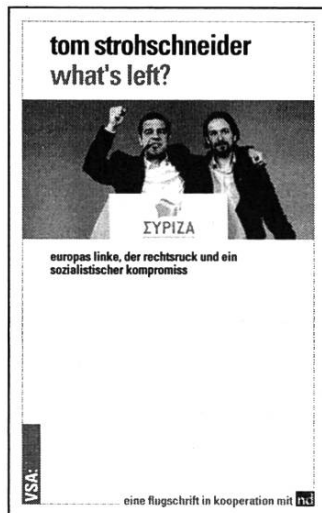 tom strohschneider
what's left?
ΣΥΡΙΖΑ
europas linke, der rechtsruck und ein
sozialistischer kompromiss
VSA:
eine flugschrift in kooperation mit nd